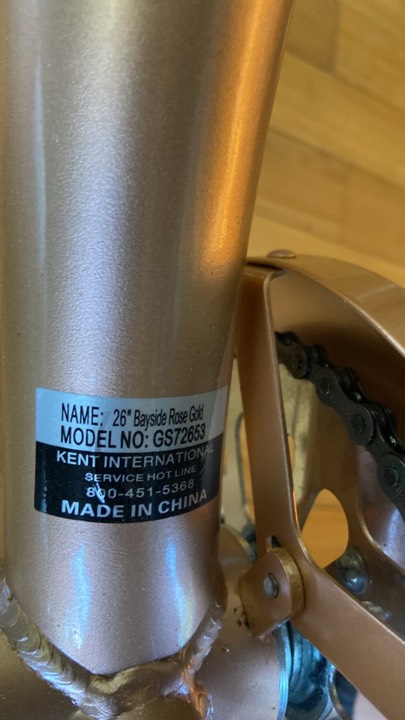 NAME: 26" Bayside Rose Gold
MODEL NO: GS72653
KENT INTERNATIONAL
SERVICE HOT LINE
800-451-5368
MADE IN CHINA